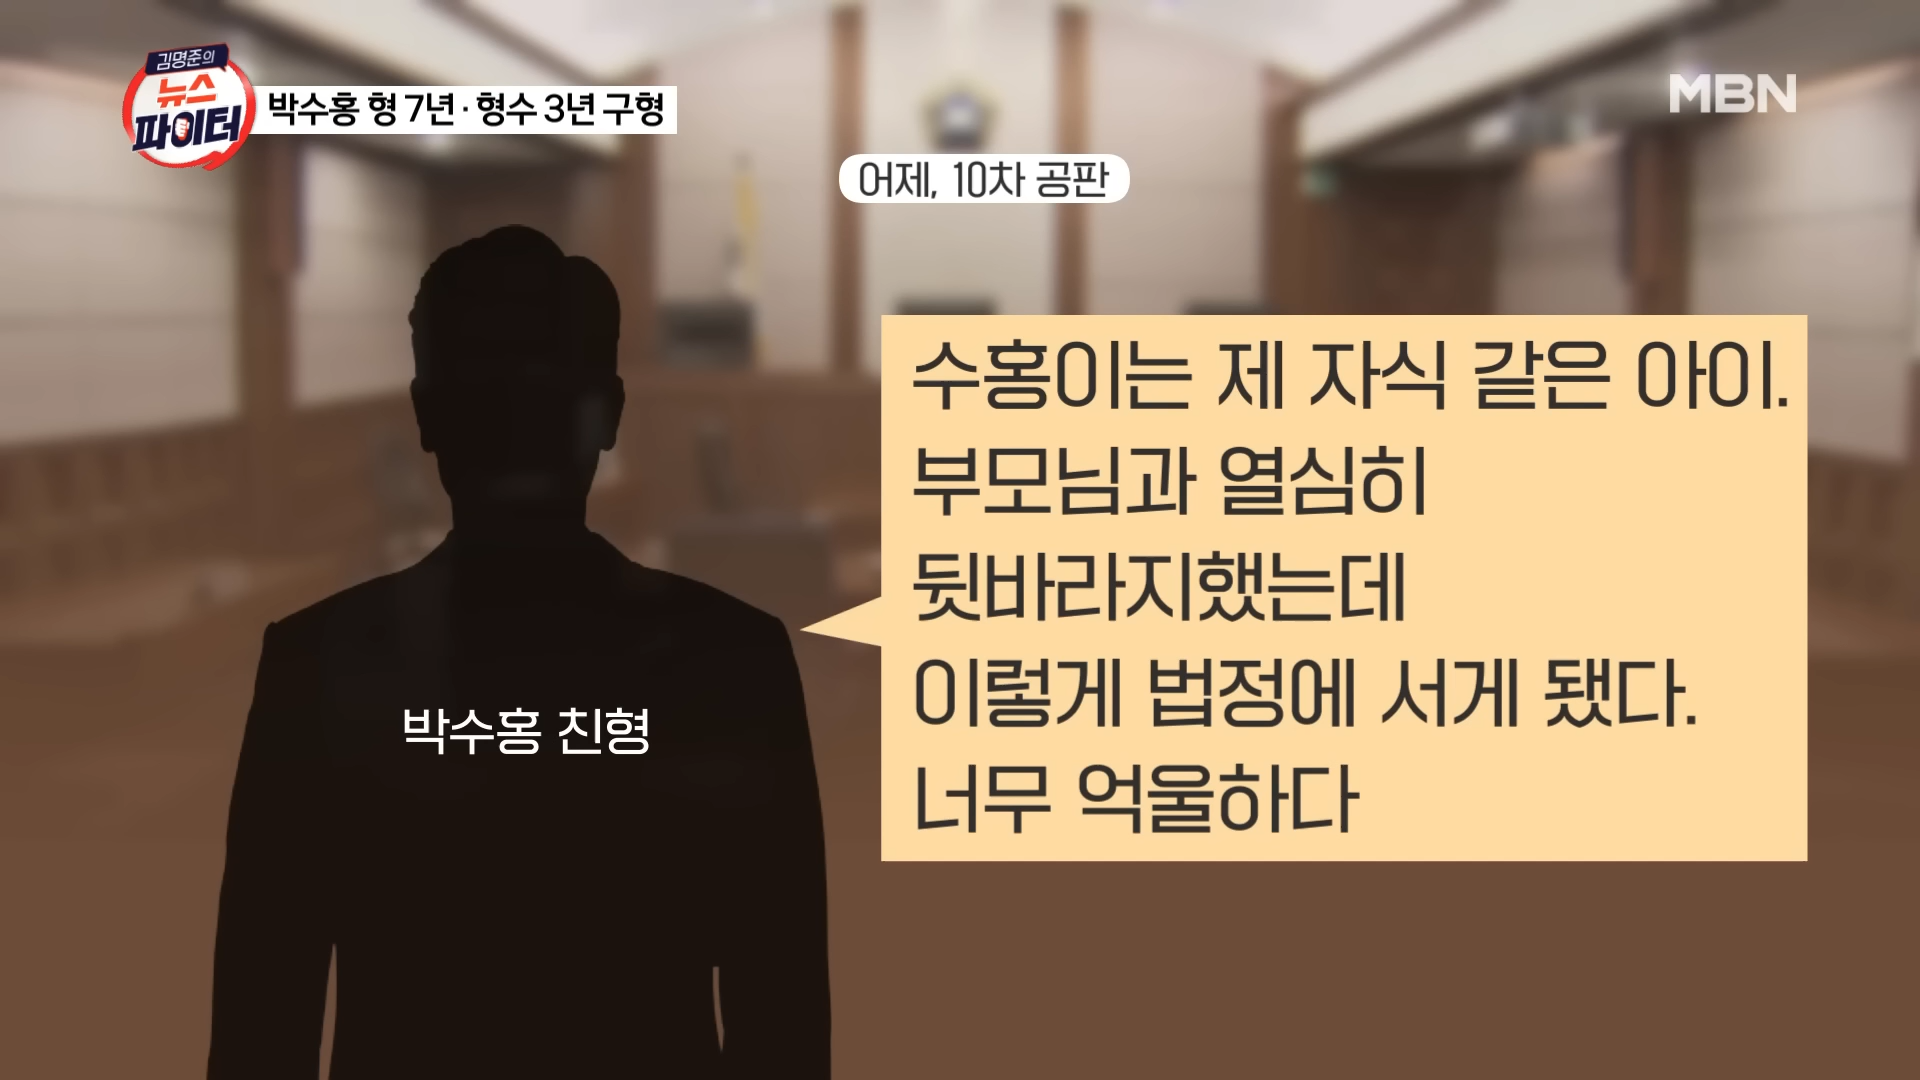 김명준의
뉴스
파이터
박수홍 형 7년·형수 3년 구형
MBN
어제, 10차 공판
수홍이는 제 자식 같은 아이.
부모님과 열심히
뒷바라지했는데
이렇게 법정에 서게 됐다.
너무 억울하다
박수홍 친형